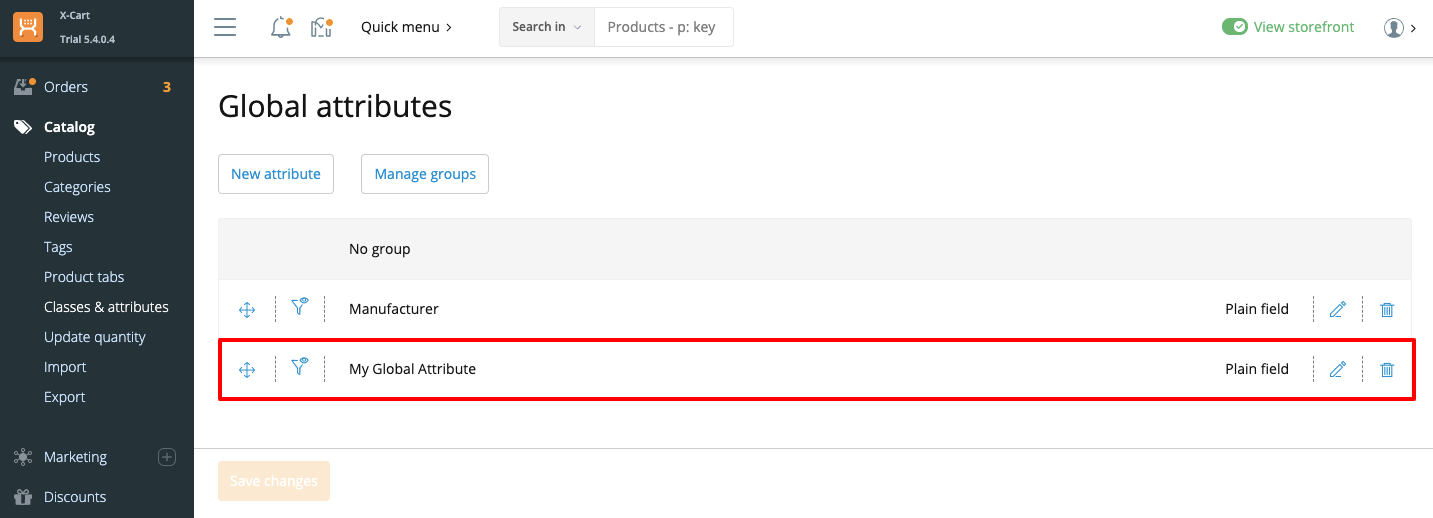 X-Cart
Trial 5.4.0.4
Quick menu
Search in
Products - p: key
View storefront
Orders 3
Catalog
Products
Categories
Reviews
Tags
Product tabs
Classes & attributes
Update quantity
Import
Export
Marketing
Discounts
Global attributes
New attribute
Manage groups
No group
Manufacturer Plain field
My Global Attribute Plain field
Save changes